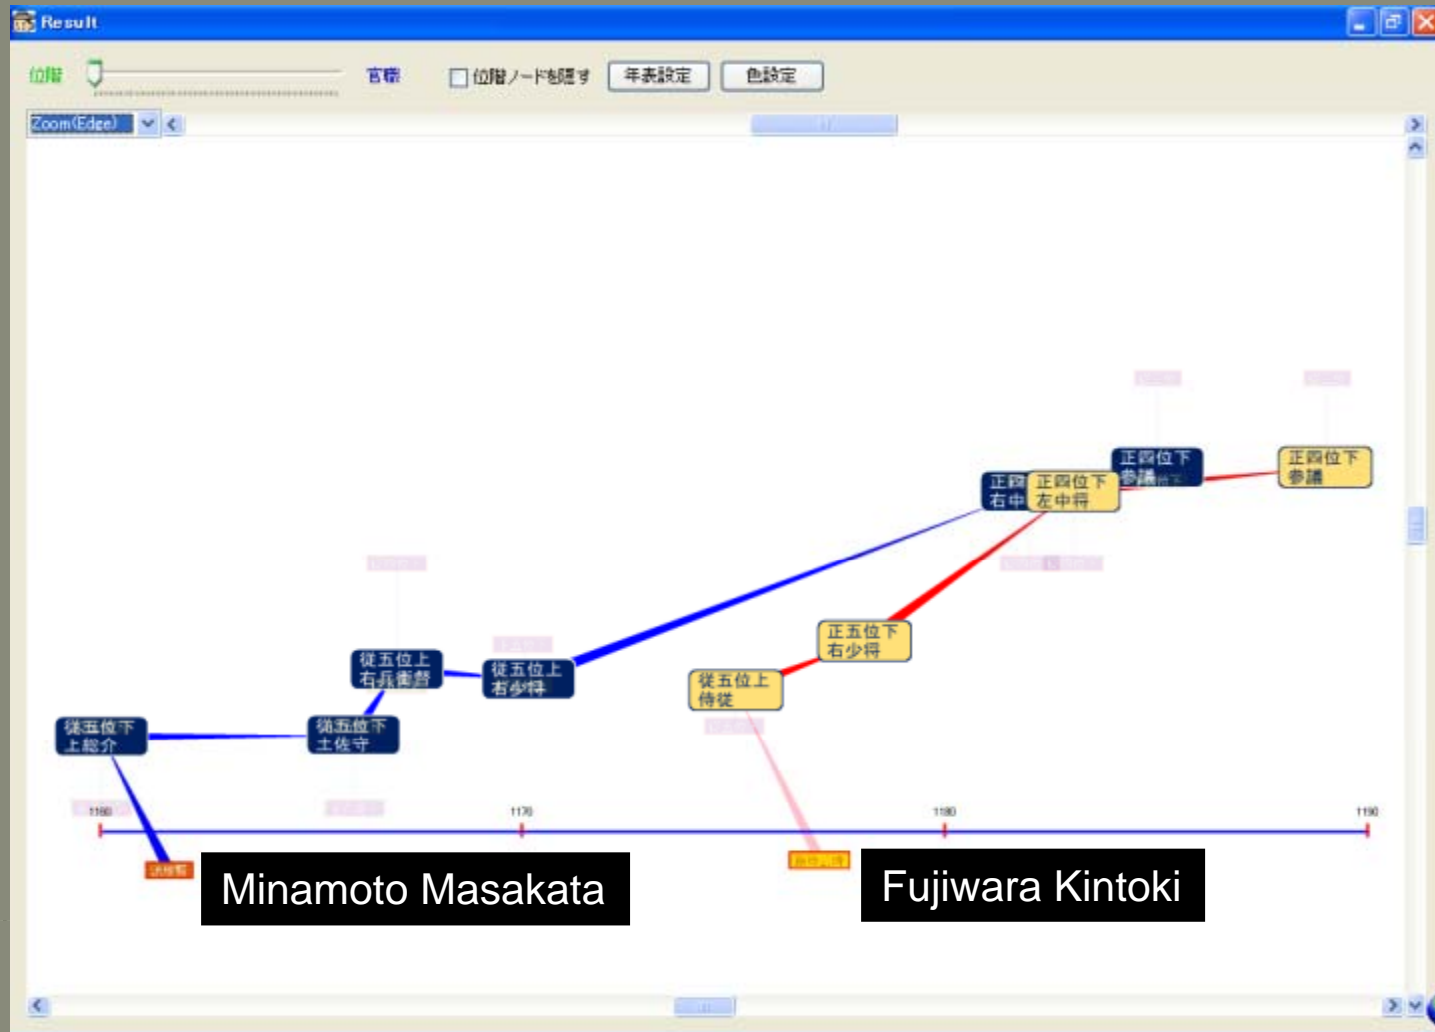 Result
位階
官職
位階ノードを隠す
年表設定
色設定
Zoom(Edge)
正四位下
参議
正四位下
参議
正四
右中
正四位下
左中将
正五位下
右少将
従五位上
右兵衛督
従五位上
右少将
従五位上
侍従
従五位下
上総介
従五位下
土佐守
1160
1170
1180
1190
Minamoto Masakata
Fujiwara Kintoki